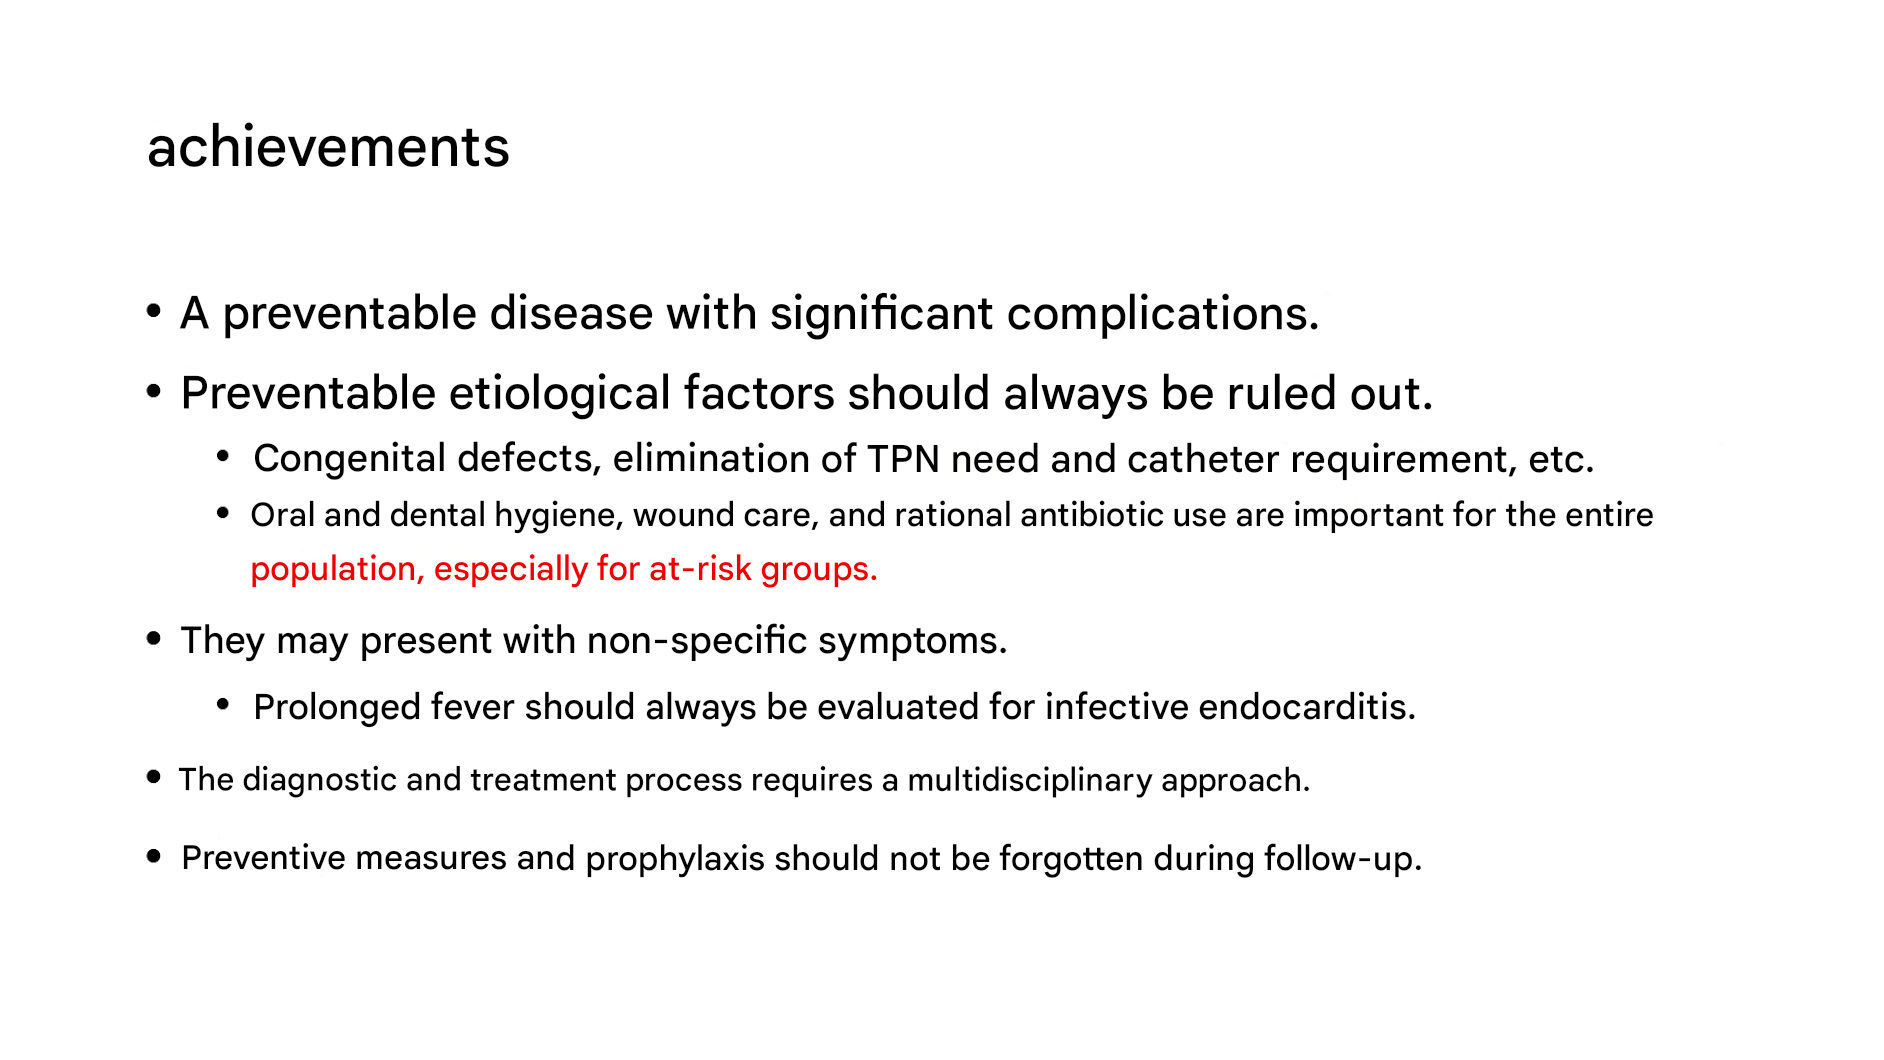 achievements
• A preventable disease with significant complications.
• Preventable etiological factors should always be ruled out.
• Congenital defects, elimination of TPN need and catheter requirement, etc.
• Oral and dental hygiene, wound care, and rational antibiotic use are important for the entire
population, especially for at-risk groups.
• They may present with non-specific symptoms.
• Prolonged fever should always be evaluated for infective endocarditis.
• The diagnostic and treatment process requires a multidisciplinary approach.
• Preventive measures and prophylaxis should not be forgotten during follow-up.